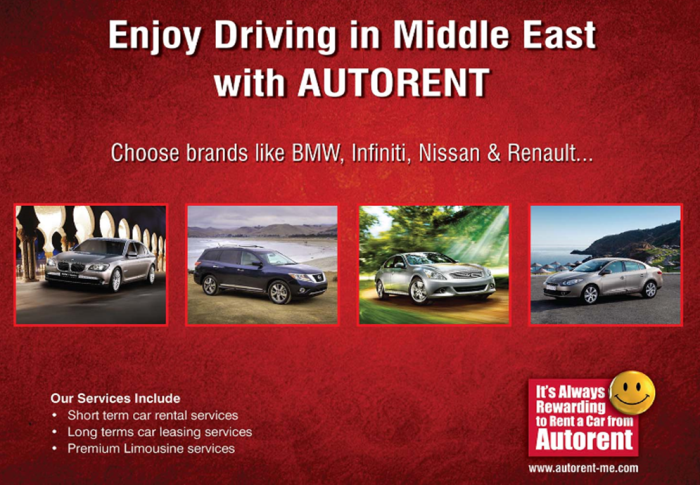 Enjoy Driving in Middle East
with AUTORENT
Choose brands like BMW, Infiniti, Nissan & Renault...
Our Services Include
• Short term car rental services
• Long terms car leasing services
• Premium Limousine services
It's Always
Rewarding
to Rent a Car from
Autorent
www.autorent-me.com